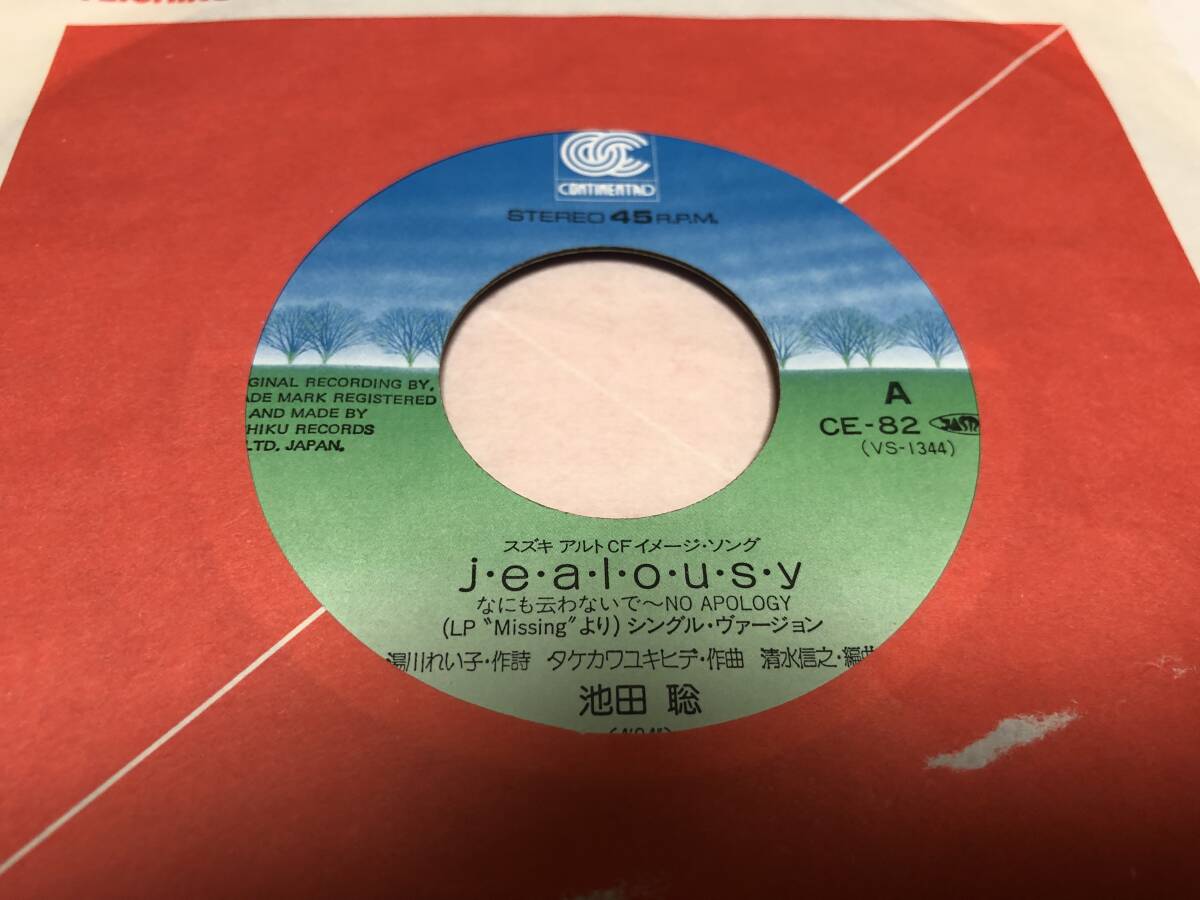 CONTINENTAL
STEREO 45 R.P.M.
GINAL RECORDING BY,
ADE MARK REGISTERED
AND MADE BY
HIKU RECORDS
LTD. JAPAN.
A
CE-82
(VS-1344)
スズキ アルトCFイメージ・ソング
j・e・a・l・o・u・s・y
なにも云わないで〜NO APOLOGY
(LP “Missing”より) シングル・ヴァージョン
湯川れい子・作詩 タケカワユキヒデ・作曲 清水信之・編曲
池田 聡